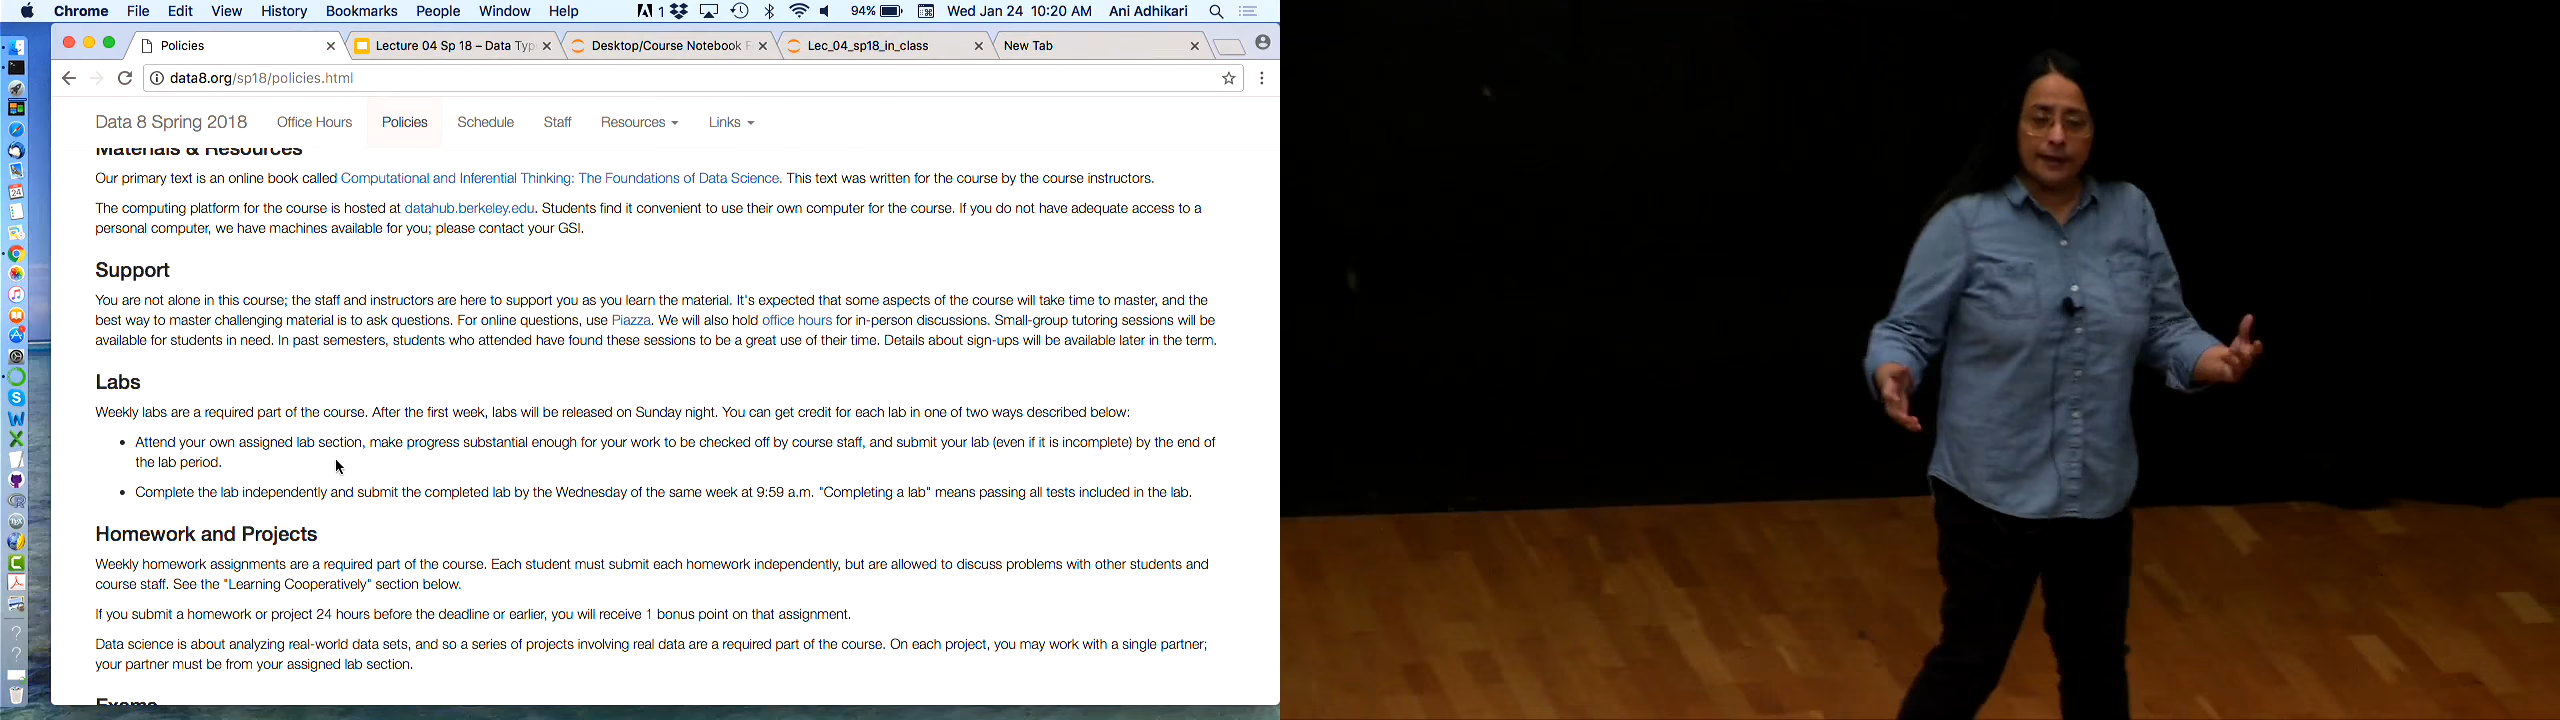 Chrome File Edit View History Bookmarks People Window Help 1 94% Wed Jan 24 10:20 AM Ani Adhikari
Policies Lecture 04 Sp 18 – Data Typ Desktop/Course Notebook F Lec_04_sp18_in_class New Tab
data8.org/sp18/policies.html
Data 8 Spring 2018 Office Hours Policies Schedule Staff Resources Links
Materials & Resources
Our primary text is an online book called Computational and Inferential Thinking: The Foundations of Data Science. This text was written for the course by the course instructors.
The computing platform for the course is hosted at datahub.berkeley.edu. Students find it convenient to use their own computer for the course. If you do not have adequate access to a
personal computer, we have machines available for you; please contact your GSI.
Support
You are not alone in this course; the staff and instructors are here to support you as you learn the material. It's expected that some aspects of the course will take time to master, and the
best way to master challenging material is to ask questions. For online questions, use Piazza. We will also hold office hours for in-person discussions. Small-group tutoring sessions will be
available for students in need. In past semesters, students who attended have found these sessions to be a great use of their time. Details about sign-ups will be available later in the term.
Labs
Weekly labs are a required part of the course. After the first week, labs will be released on Sunday night. You can get credit for each lab in one of two ways described below:
• Attend your own assigned lab section, make progress substantial enough for your work to be checked off by course staff, and submit your lab (even if it is incomplete) by the end of
the lab period.
• Complete the lab independently and submit the completed lab by the Wednesday of the same week at 9:59 a.m. "Completing a lab" means passing all tests included in the lab.
Homework and Projects
Weekly homework assignments are a required part of the course. Each student must submit each homework independently, but are allowed to discuss problems with other students and
course staff. See the "Learning Cooperatively" section below.
If you submit a homework or project 24 hours before the deadline or earlier, you will receive 1 bonus point on that assignment.
Data science is about analyzing real-world data sets, and so a series of projects involving real data are a required part of the course. On each project, you may work with a single partner;
your partner must be from your assigned lab section.
Exams